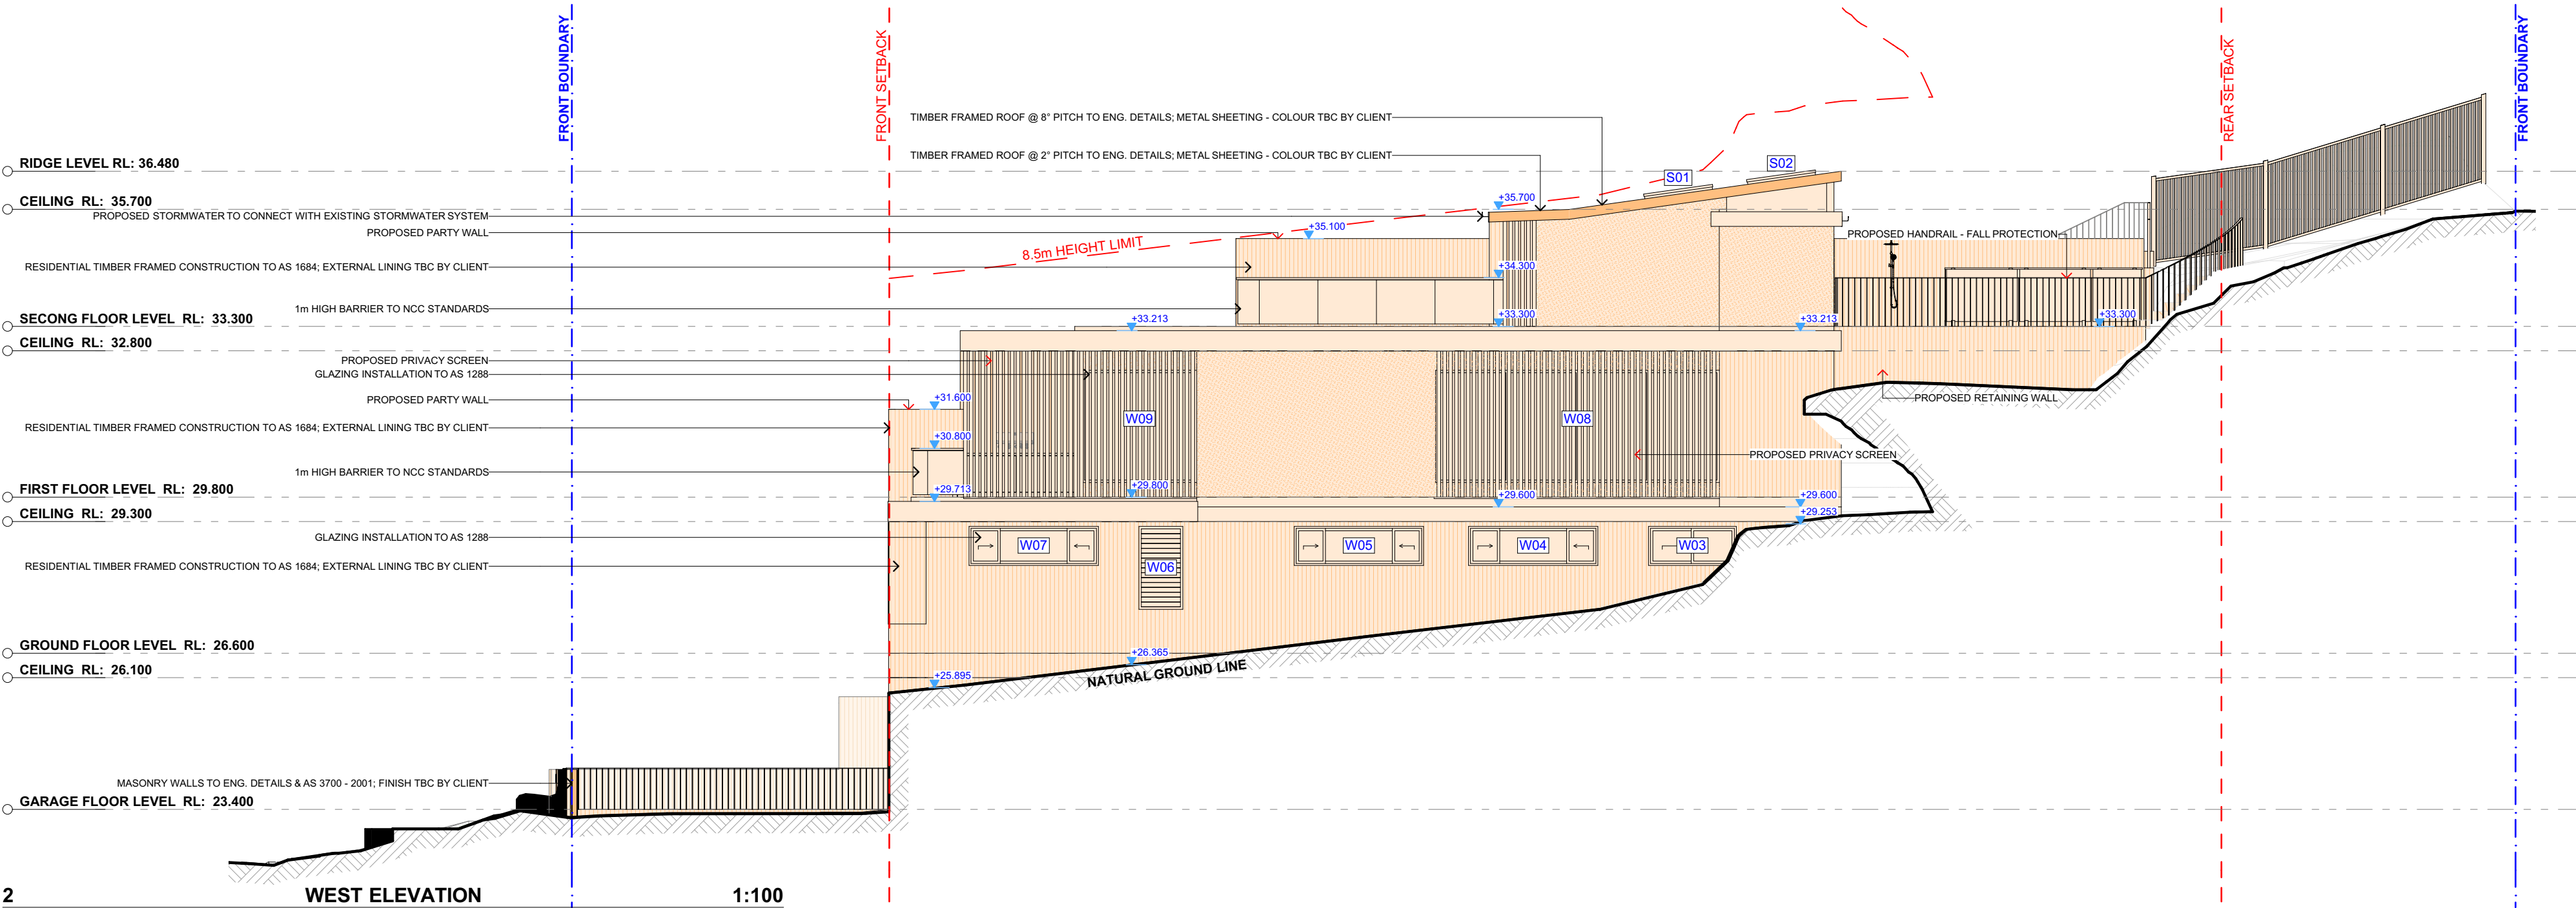 FRONT BOUNDARY
FRONT SETBACK
REAR SETBACK
FRONT BOUNDARY
TIMBER FRAMED ROOF @ 8° PITCH TO ENG. DETAILS; METAL SHEETING - COLOUR TBC BY CLIENT
TIMBER FRAMED ROOF @ 2° PITCH TO ENG. DETAILS; METAL SHEETING - COLOUR TBC BY CLIENT
RIDGE LEVEL RL: 36.480
S02
S01
CEILING RL: 35.700
+35.700
PROPOSED STORMWATER TO CONNECT WITH EXISTING STORMWATER SYSTEM
+35.100
PROPOSED PARTY WALL
PROPOSED HANDRAIL - FALL PROTECTION
8.5m HEIGHT LIMIT
RESIDENTIAL TIMBER FRAMED CONSTRUCTION TO AS 1684; EXTERNAL LINING TBC BY CLIENT
+34.300
1m HIGH BARRIER TO NCC STANDARDS
SECONG FLOOR LEVEL RL: 33.300
+33.213
+33.300
+33.213
+33.300
CEILING RL: 32.800
PROPOSED PRIVACY SCREEN
GLAZING INSTALLATION TO AS 1288
PROPOSED PARTY WALL
+31.600
PROPOSED RETAINING WALL
W09
W08
RESIDENTIAL TIMBER FRAMED CONSTRUCTION TO AS 1684; EXTERNAL LINING TBC BY CLIENT
+30.800
PROPOSED PRIVACY SCREEN
1m HIGH BARRIER TO NCC STANDARDS
FIRST FLOOR LEVEL RL: 29.800
+29.713
+29.800
+29.600
+29.600
CEILING RL: 29.300
+29.253
GLAZING INSTALLATION TO AS 1288
W07
W05
W04
W03
RESIDENTIAL TIMBER FRAMED CONSTRUCTION TO AS 1684; EXTERNAL LINING TBC BY CLIENT
W06
GROUND FLOOR LEVEL RL: 26.600
+26.365
CEILING RL: 26.100
+25.895
NATURAL GROUND LINE
MASONRY WALLS TO ENG. DETAILS & AS 3700 - 2001; FINISH TBC BY CLIENT
GARAGE FLOOR LEVEL RL: 23.400
2 WEST ELEVATION 1:100